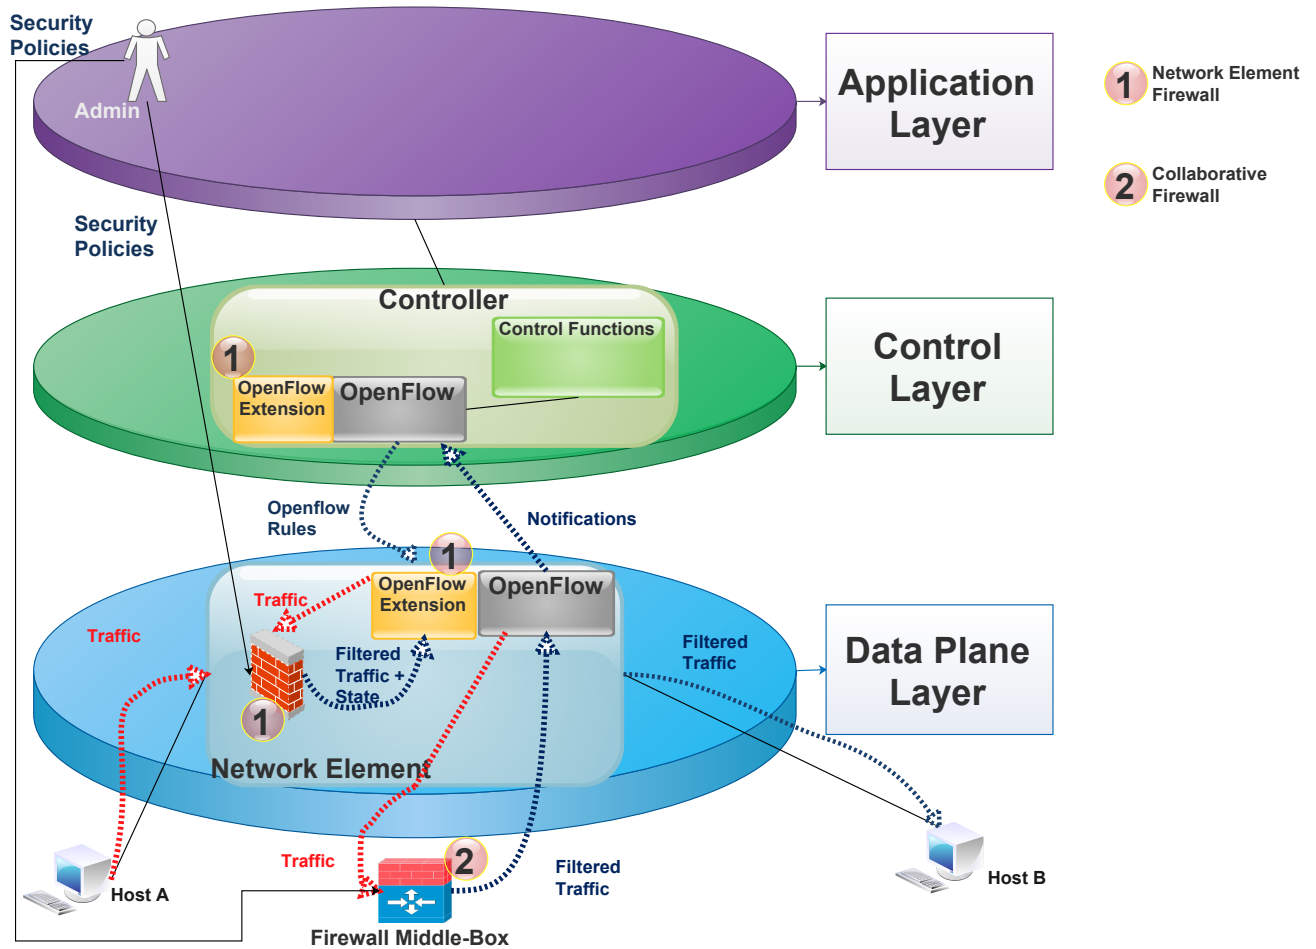 Security
Policies
Admin
Application
Layer
1
Network Element
Firewall
2
Collaborative
Firewall
Security
Policies
Controller
Control Functions
1
OpenFlow
Extension
OpenFlow
Control
Layer
Openflow
Rules
Notifications
1
OpenFlow
Extension
OpenFlow
Traffic
Traffic
Filtered
Traffic +
State
Filtered
Traffic
1
Network Element
Data Plane
Layer
Traffic
2
Filtered
Traffic
Host A
Host B
Firewall Middle-Box